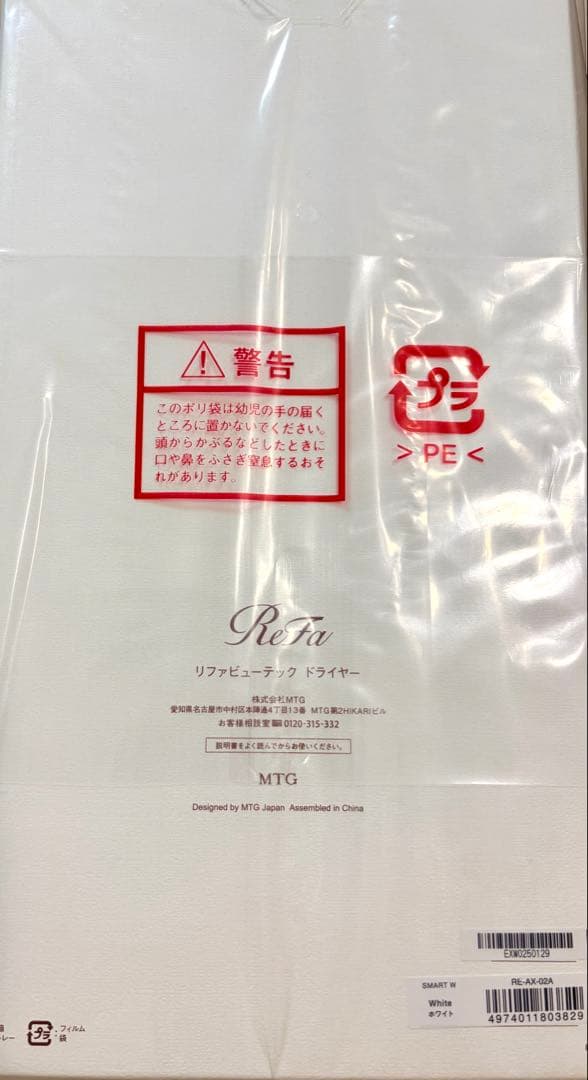 警告
このポリ袋は幼児の手の届く
ところに置かないでください。
頭からかぶるなどしたときに
口や鼻をふさぎ窒息するおそ
れがあります。
プラ
> PE <
ReFa
リファビューテック ドライヤー
株式会社MTG
愛知県名古屋市中村区本陣通4丁目13番 MTG第2HIKARIビル
お客様相談室 0120-315-332
説明書をよく読んでからお使いください。
MTG
Designed by MTG Japan Assembled in China
EXW0250129
SMART W
RE-AX-02A
White
ホワイト
4974011803829
レー
プラ
:フィルム
袋